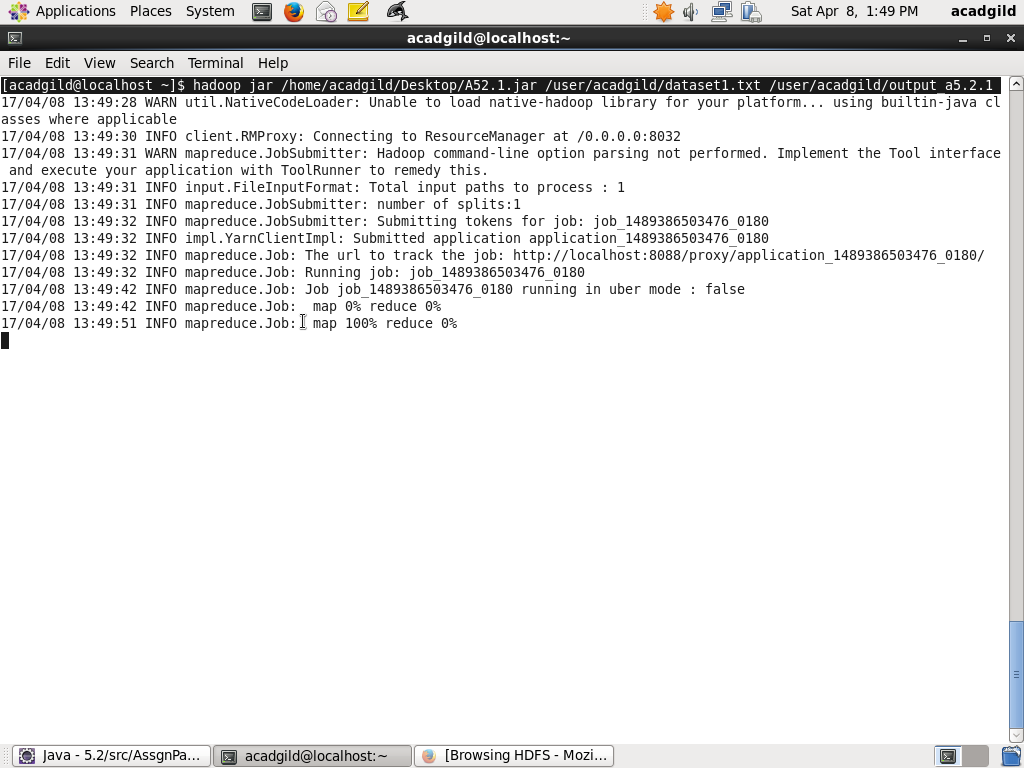 Applications Places System Sat Apr 8, 1:49 PM acadgild
acadgild@localhost:~
File Edit View Search Terminal Help
[acadgild@localhost ~]$ hadoop jar /home/acadgild/Desktop/A52.1.jar /user/acadgild/dataset1.txt /user/acadgild/output_a5.2.1
17/04/08 13:49:28 WARN util.NativeCodeLoader: Unable to load native-hadoop library for your platform... using builtin-java cl
asses where applicable
17/04/08 13:49:30 INFO client.RMProxy: Connecting to ResourceManager at /0.0.0.0:8032
17/04/08 13:49:31 WARN mapreduce.JobSubmitter: Hadoop command-line option parsing not performed. Implement the Tool interface
 and execute your application with ToolRunner to remedy this.
17/04/08 13:49:31 INFO input.FileInputFormat: Total input paths to process : 1
17/04/08 13:49:31 INFO mapreduce.JobSubmitter: number of splits:1
17/04/08 13:49:32 INFO mapreduce.JobSubmitter: Submitting tokens for job: job_1489386503476_0180
17/04/08 13:49:32 INFO impl.YarnClientImpl: Submitted application application_1489386503476_0180
17/04/08 13:49:32 INFO mapreduce.Job: The url to track the job: http://localhost:8088/proxy/application_1489386503476_0180/
17/04/08 13:49:32 INFO mapreduce.Job: Running job: job_1489386503476_0180
17/04/08 13:49:42 INFO mapreduce.Job: Job job_1489386503476_0180 running in uber mode : false
17/04/08 13:49:42 INFO mapreduce.Job:  map 0% reduce 0%
17/04/08 13:49:51 INFO mapreduce.Job:  map 100% reduce 0%
Java - 5.2/src/AssgnPa... acadgild@localhost:~ [Browsing HDFS - Mozi...